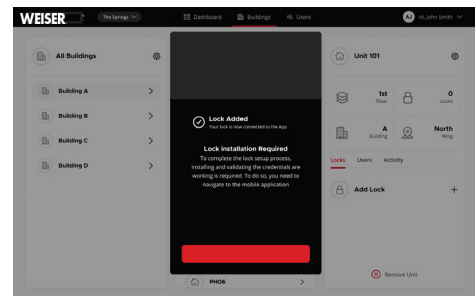 WEISER
The Springs
Dashboard
Buildings
Users
AJ
Hi, John Smith
All Buildings
Building A
Building B
Building C
Building D
Lock Added
Your lock is now connected to the App
Lock installation Required
To complete the lock setup process,
installing and validating the credentials are
working is required. To do so, you need to
navigate to the mobile application
PH06
Unit 101
1st
Floor
0
Locks
A
Building
North
Wing
Locks Users Activity
Add Lock
Remove Unit